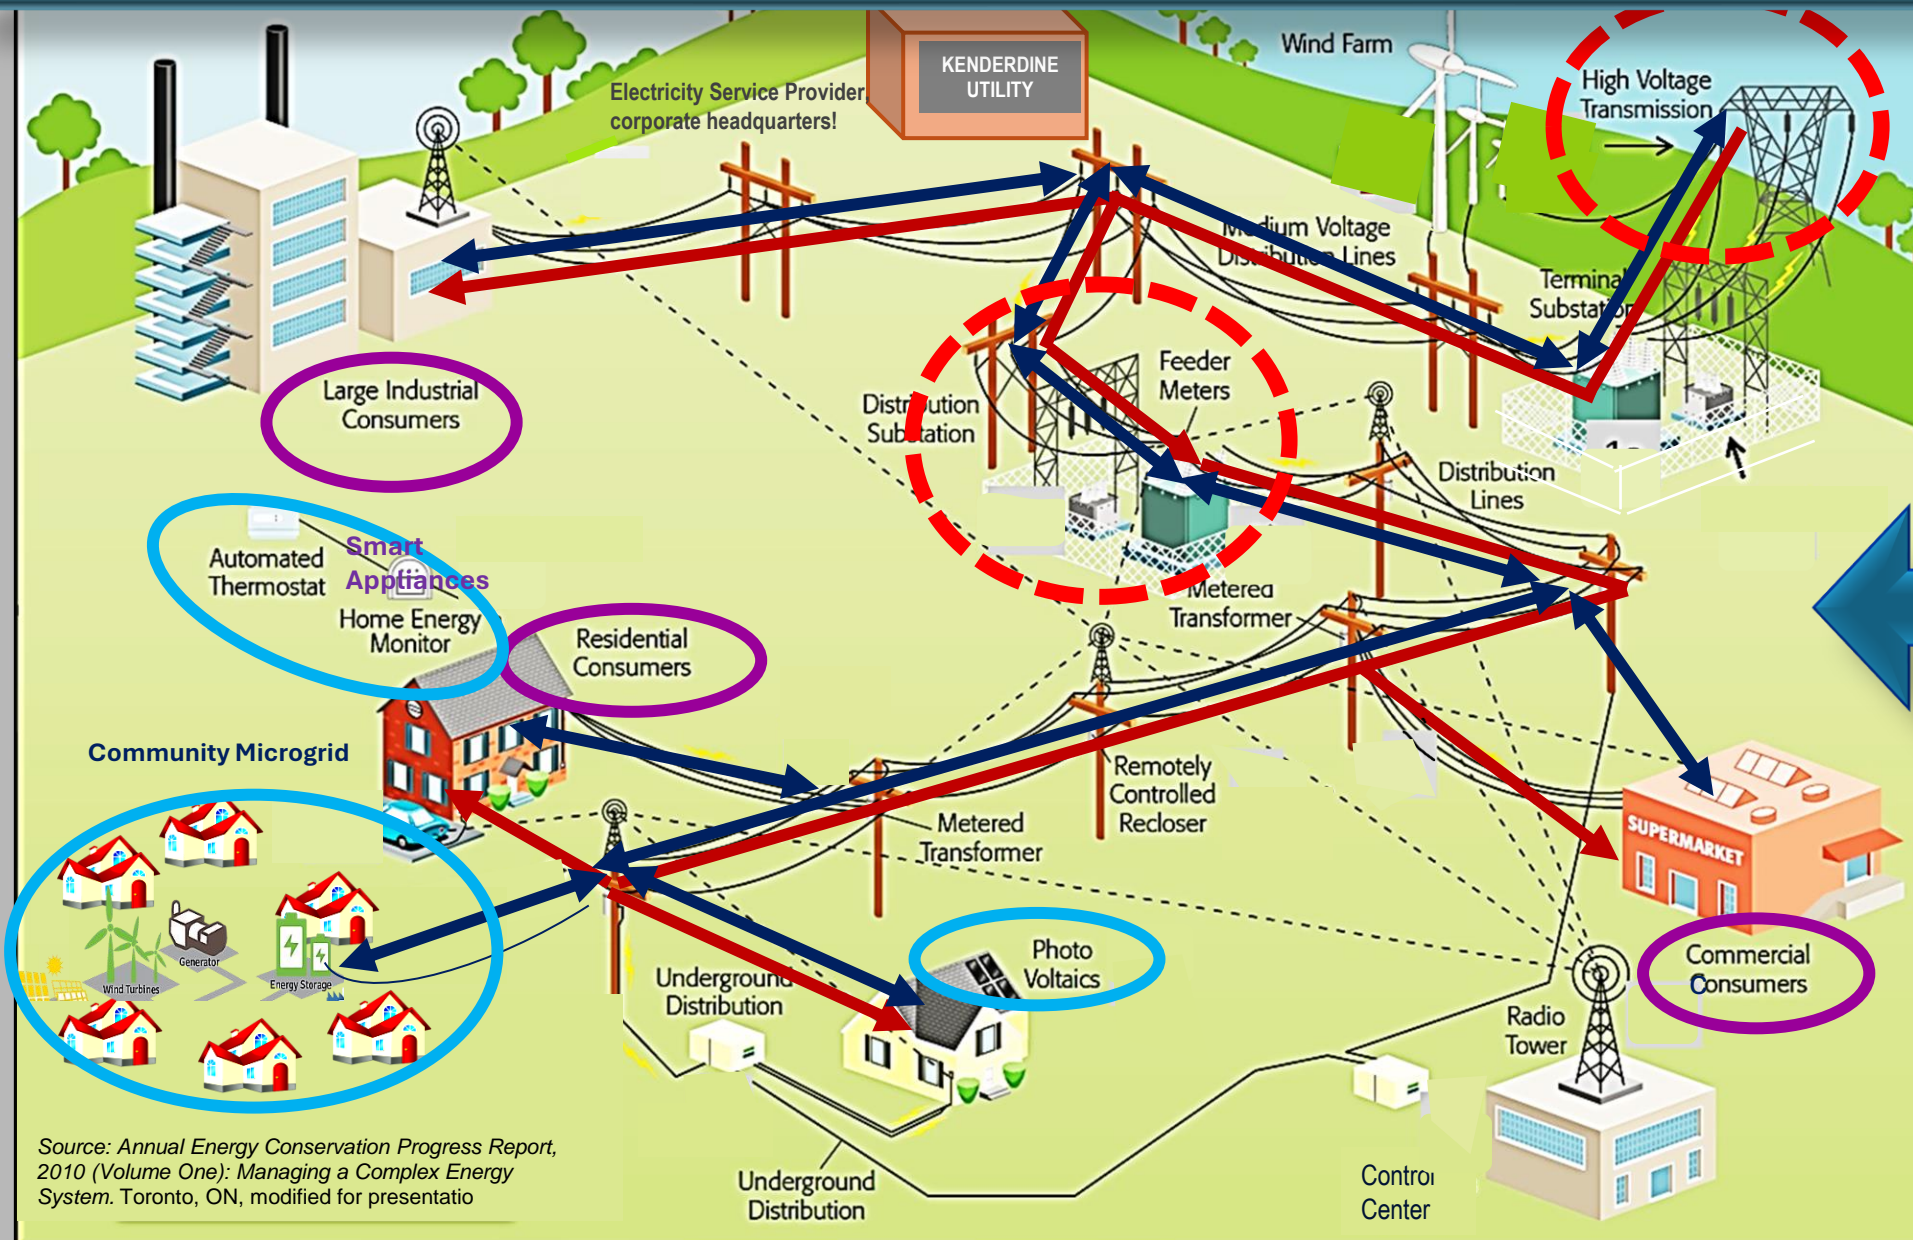 KENDERDINE
UTILITY
Electricity Service Provider,
corporate headquarters!
Wind Farm
High Voltage
Transmission
Medium Voltage
Distribution Lines
Terminal
Substation
Large Industrial
Consumers
Feeder
Meters
Distribution
Substation
Distribution
Lines
Automated
Thermostat
Smart
Appliances
Home Energy
Monitor
Residential
Consumers
Metered
Transformer
Community Microgrid
Remotely
Controlled
Recloser
Metered
Transformer
SUPERMARKET
Generator
Wind Turbines
Energy Storage
Photo
Voltaics
Underground
Distribution
Commercial
Consumers
Radio
Tower
Source: Annual Energy Conservation Progress Report,
2010 (Volume One): Managing a Complex Energy
System. Toronto, ON, modified for presentatio
Underground
Distribution
Control
Center